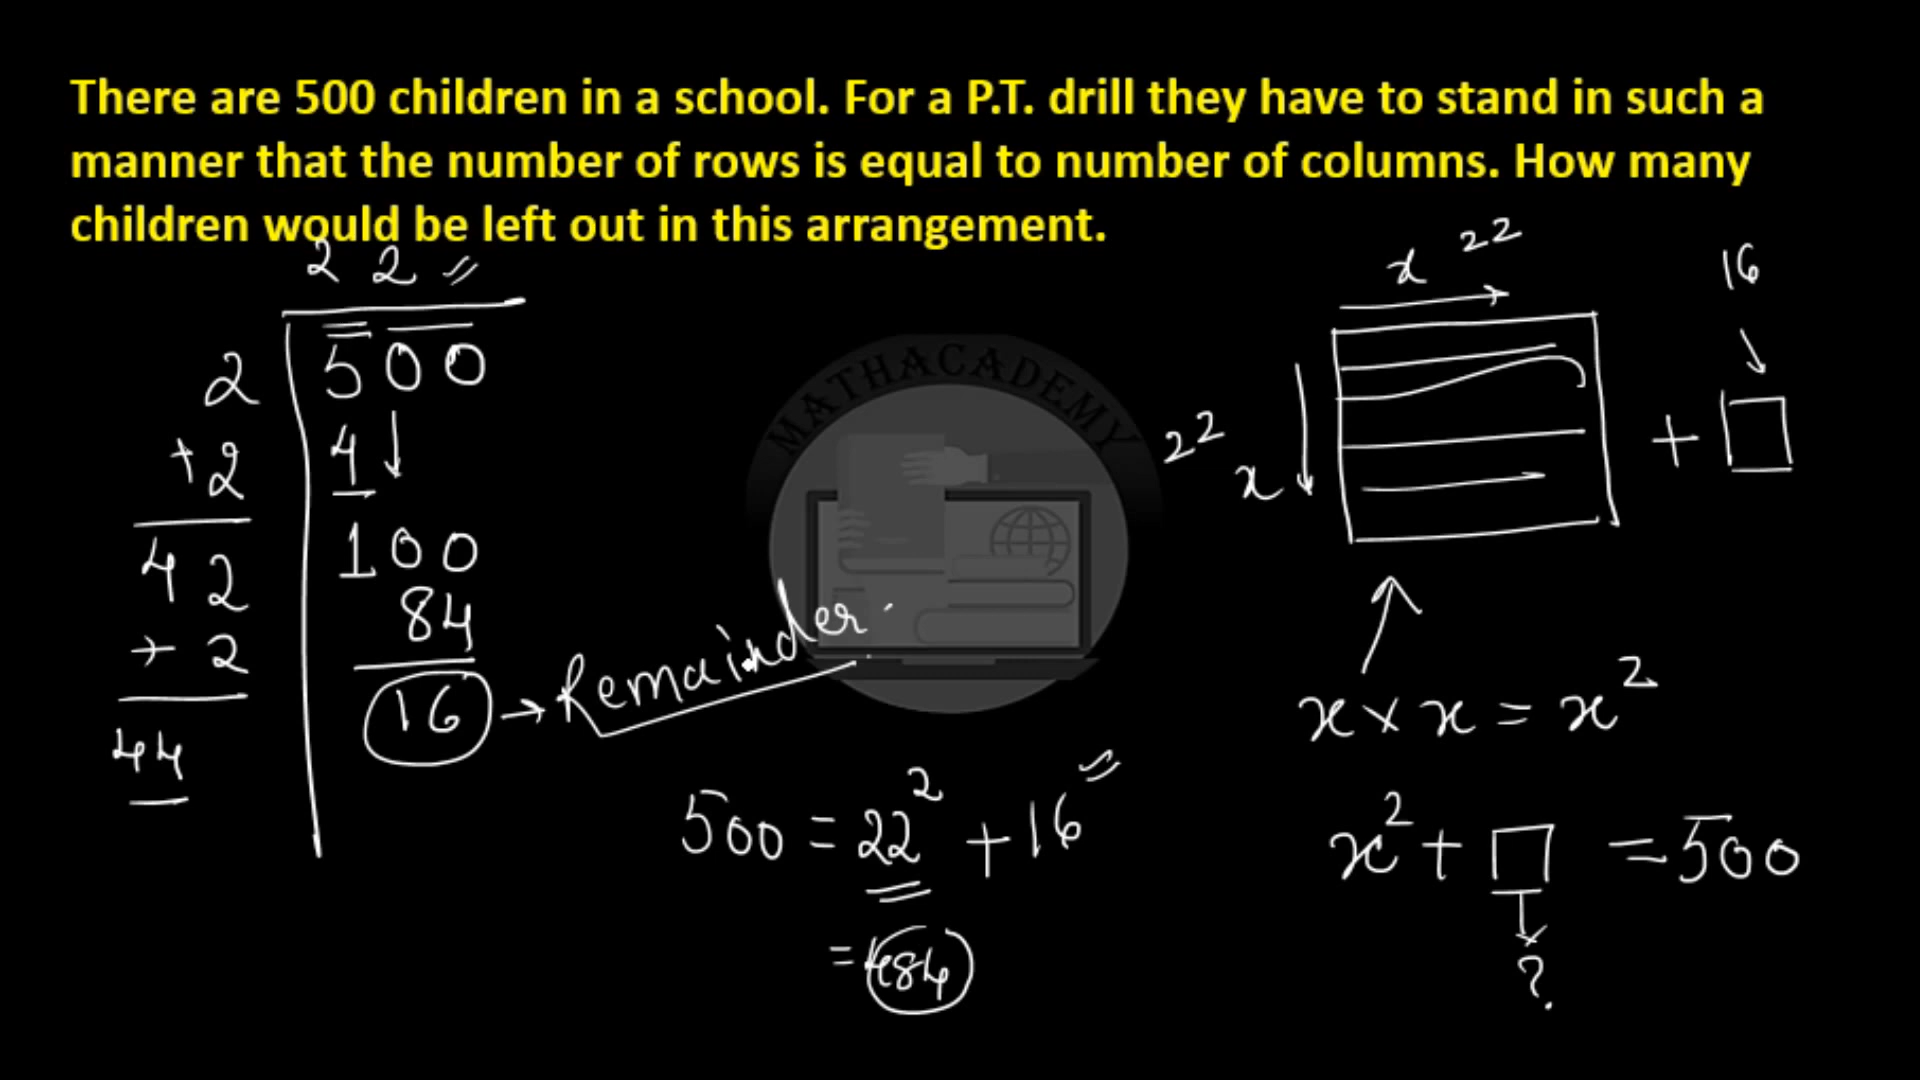 There are 500 children in a school. For a P.T. drill they have to stand in such a
manner that the number of rows is equal to number of columns. How many
children would be left out in this arrangement.
2 2
2
500
+2
4
42
100
+ 2
84
44
16 → Remainder
MATHACADEMY
500 = 22² + 16
= 484
x 22
16
22
x
+ □
x × x = x²
x² + □ = 500
?